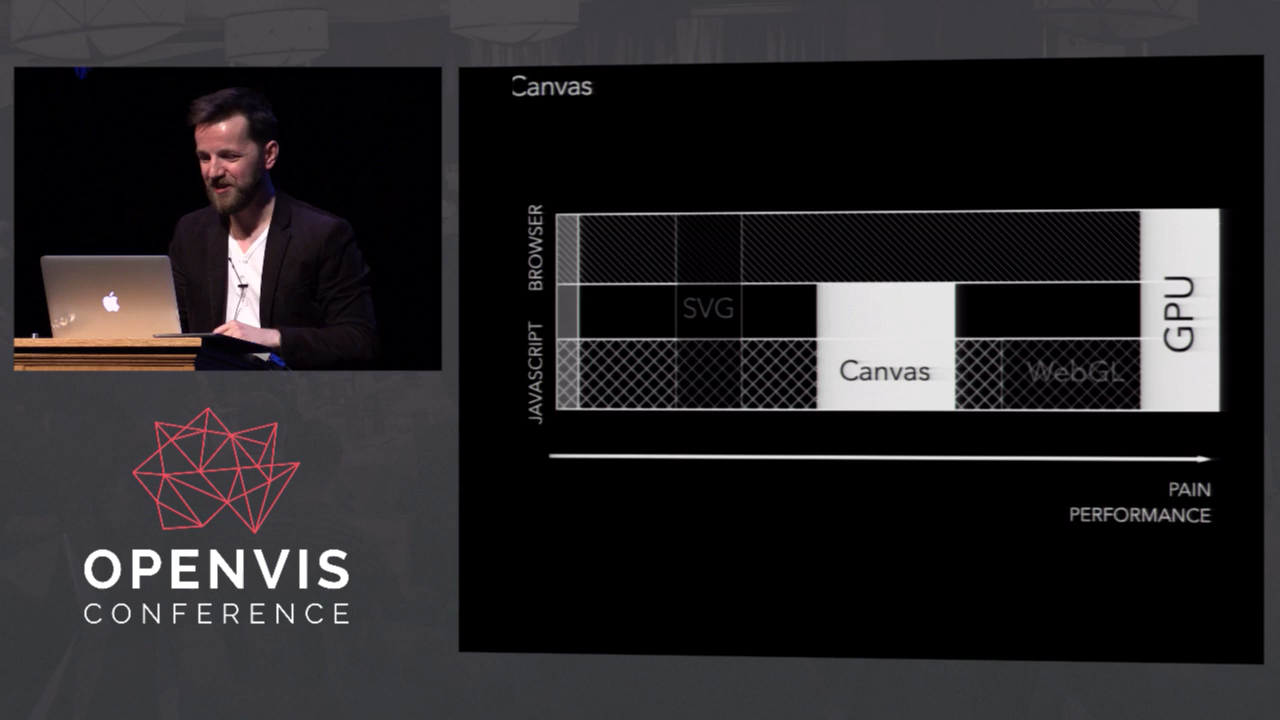 Canvas
BROWSER
JAVASCRIPT
SVG
Canvas
WebGL
GPU
PAIN
PERFORMANCE
OPENVIS
CONFERENCE